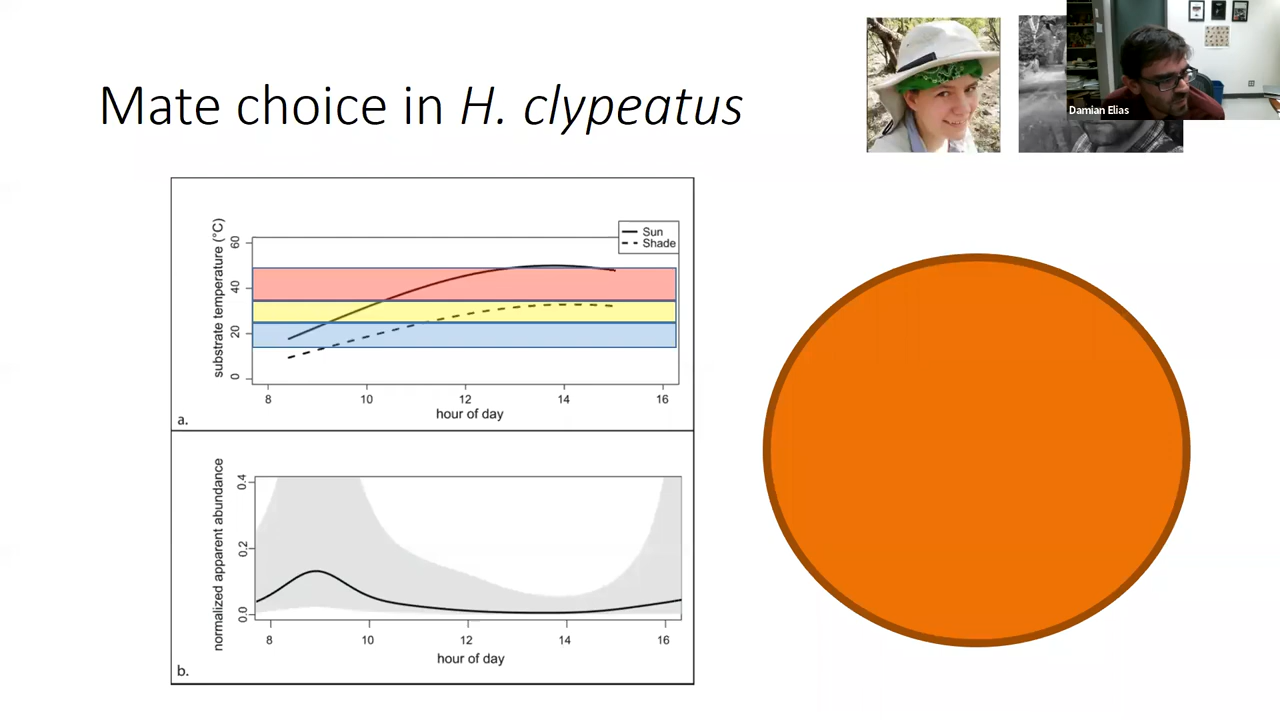 Mate choice in H. clypeatus
Damian Elias
substrate temperature (°C)
60
40
20
0
Sun
Shade
8 10 12 14 16
hour of day
a.
normalized apparent abundance
0.4
0.2
0.0
8 10 12 14 16
hour of day
b.